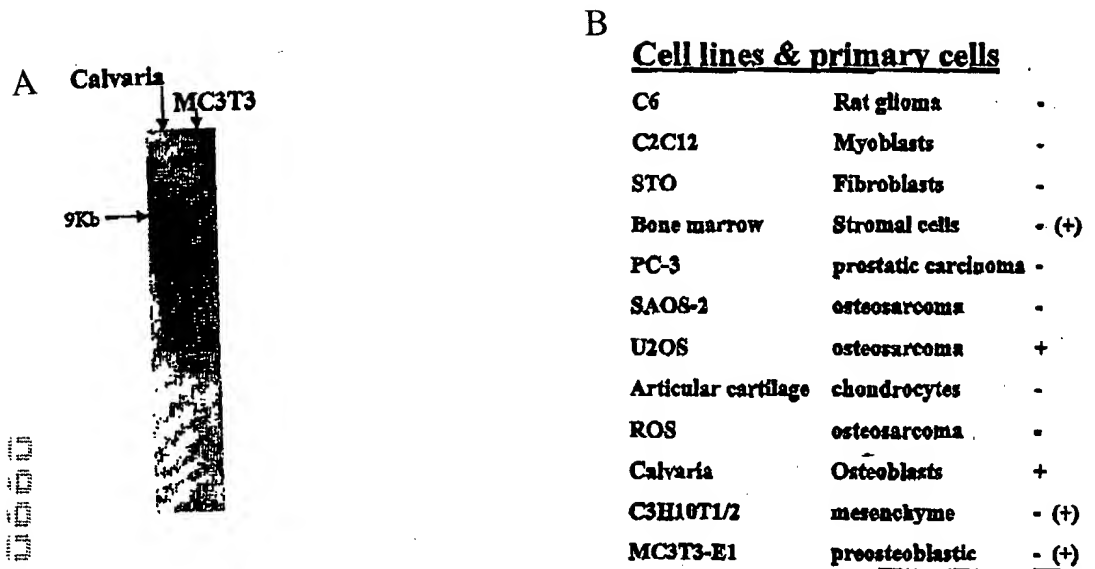 A
Calvaria
MC3T3
9Kb
B
Cell lines & primary cells
C6 Rat glioma -
C2C12 Myoblasts -
STO Fibroblasts -
Bone marrow Stromal cells - (+)
PC-3 prostatic carcinoma -
SAOS-2 osteosarcoma -
U2OS osteosarcoma +
Articular cartilage chondrocytes -
ROS osteosarcoma -
Calvaria Osteoblasts +
C3H10T1/2 mesenchyme - (+)
MC3T3-E1 preosteoblastic - (+)